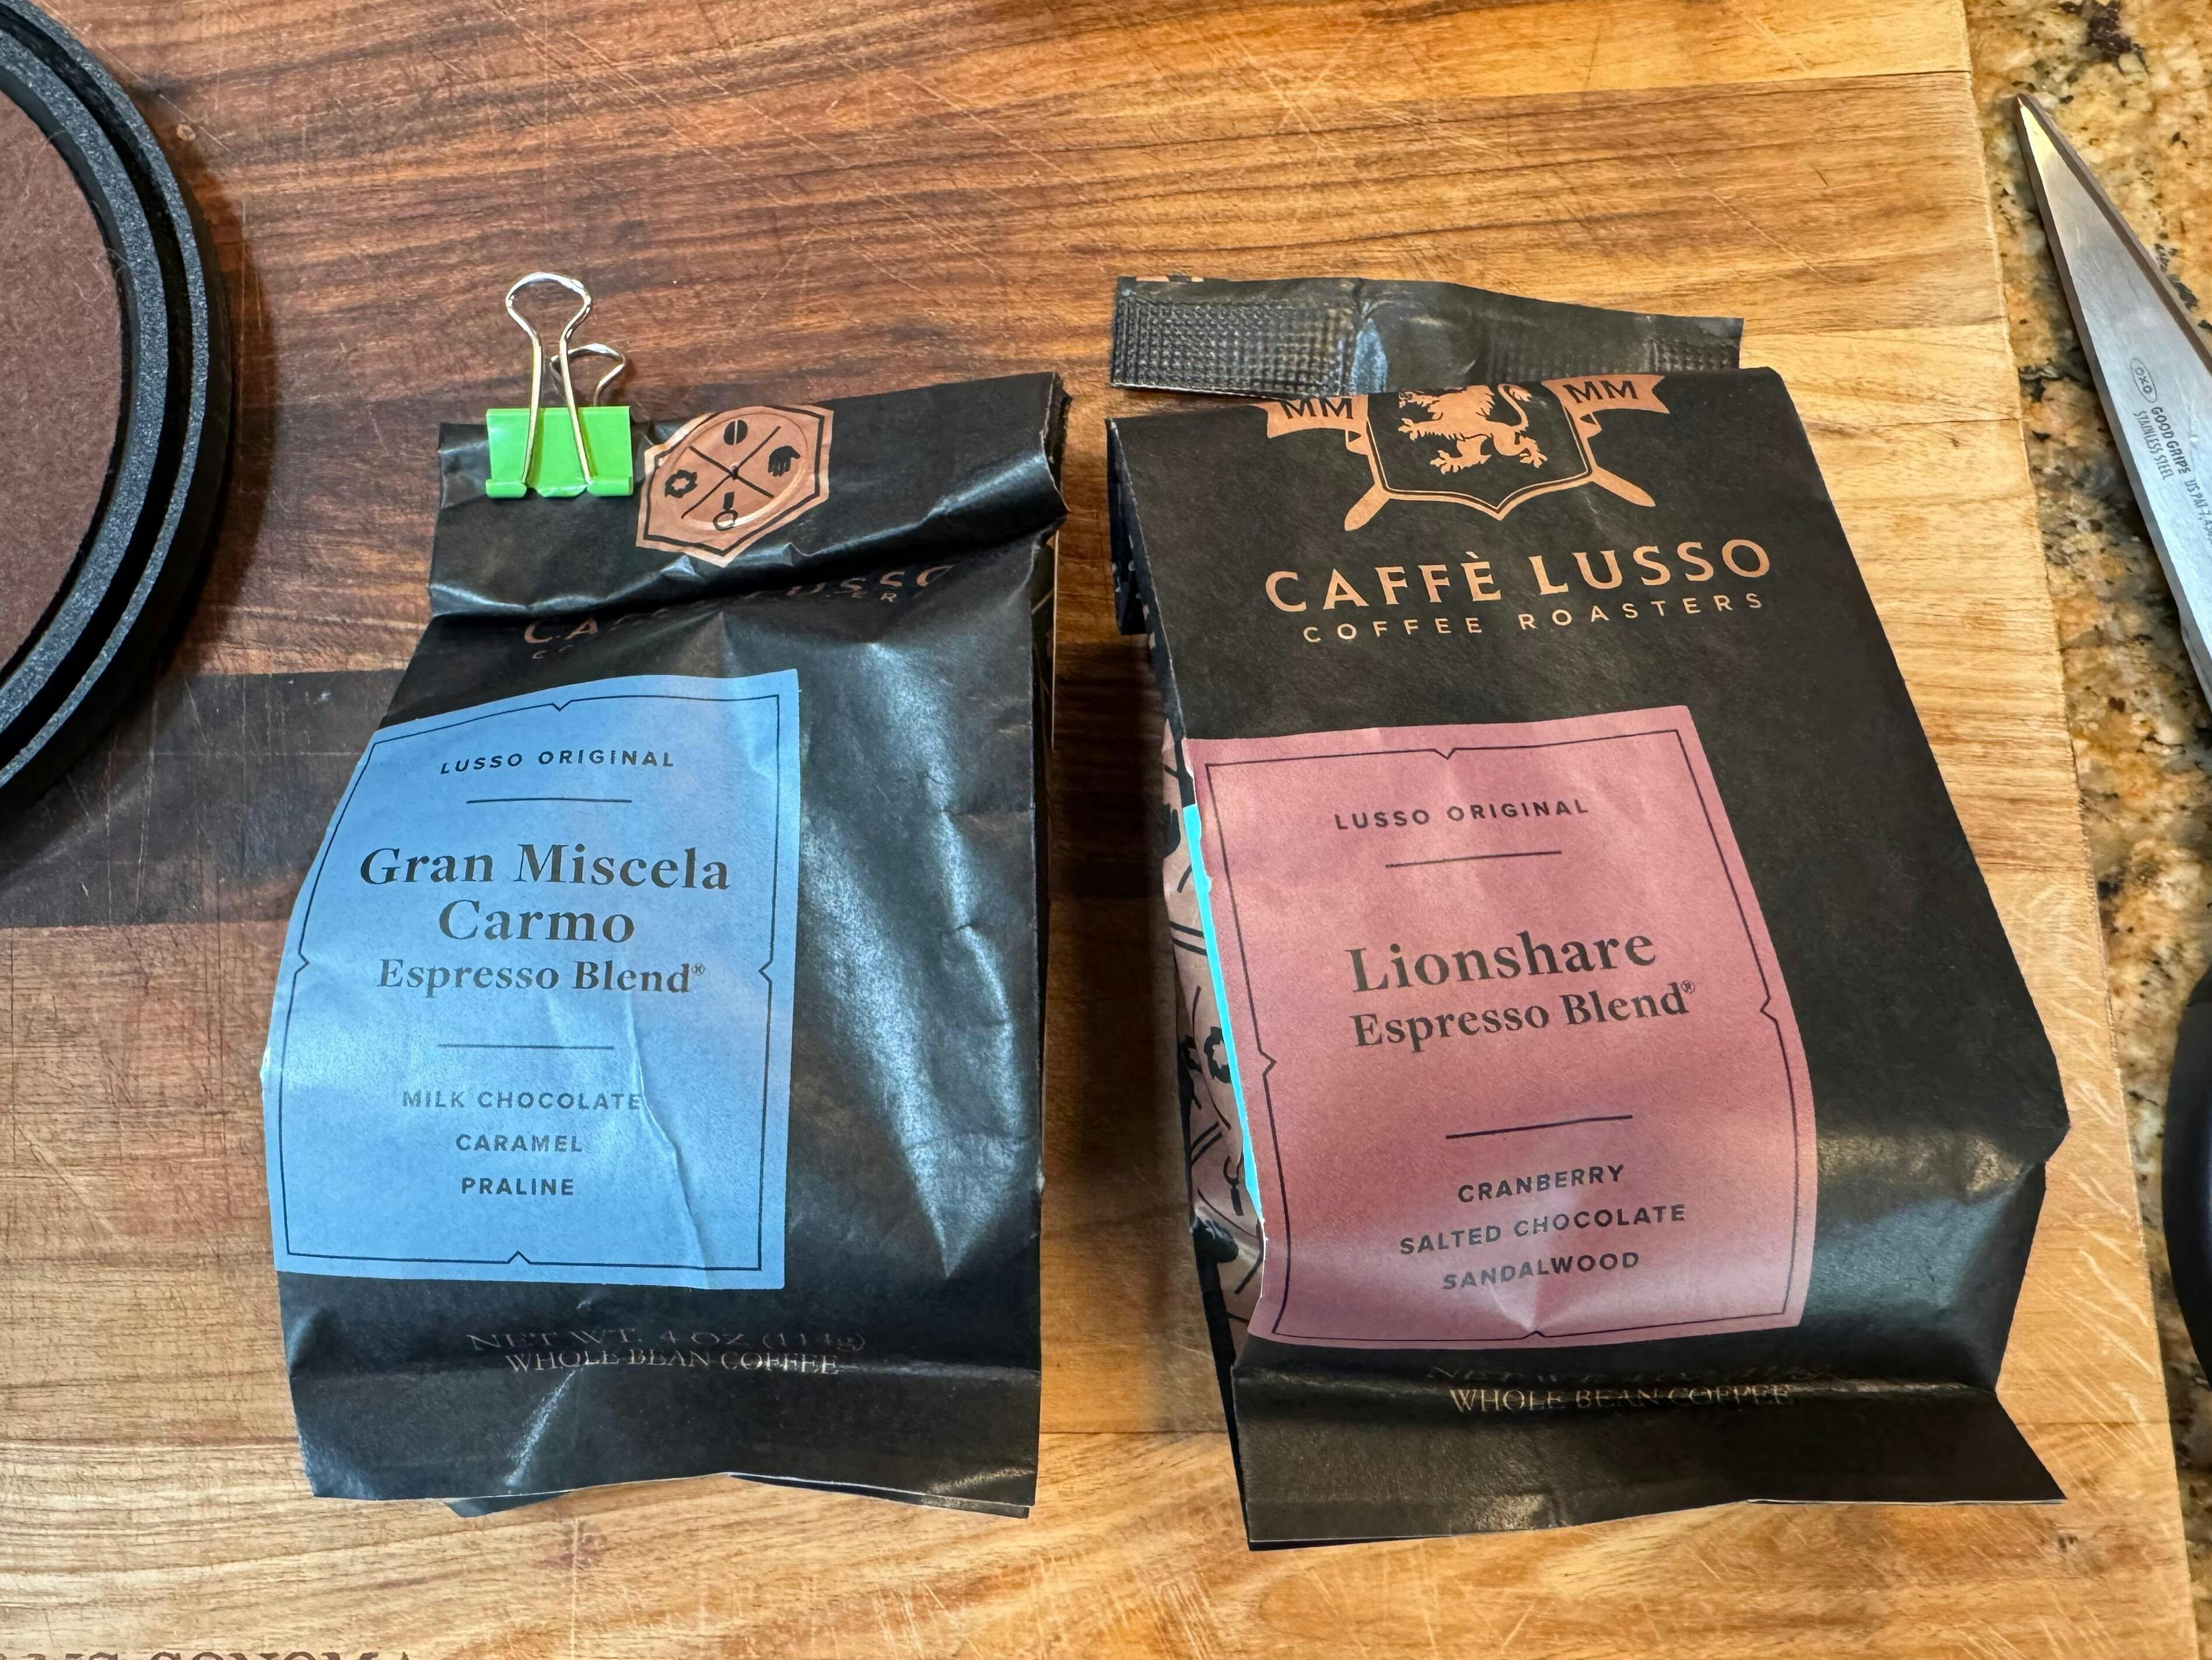 LUSSO ORIGINAL
Gran Miscela
Carmo
Espresso Blend®
MILK CHOCOLATE
CARAMEL
PRALINE
NET WT. 4 OZ (114g)
WHOLE BEAN COFFEE
MM MM
CAFFÈ LUSSO
COFFEE ROASTERS
LUSSO ORIGINAL
Lionshare
Espresso Blend®
CRANBERRY
SALTED CHOCOLATE
SANDALWOOD
WHOLE BEAN COFFEE
OXO
GOOD GRIPS
STAINLESS STEEL
SONOMA